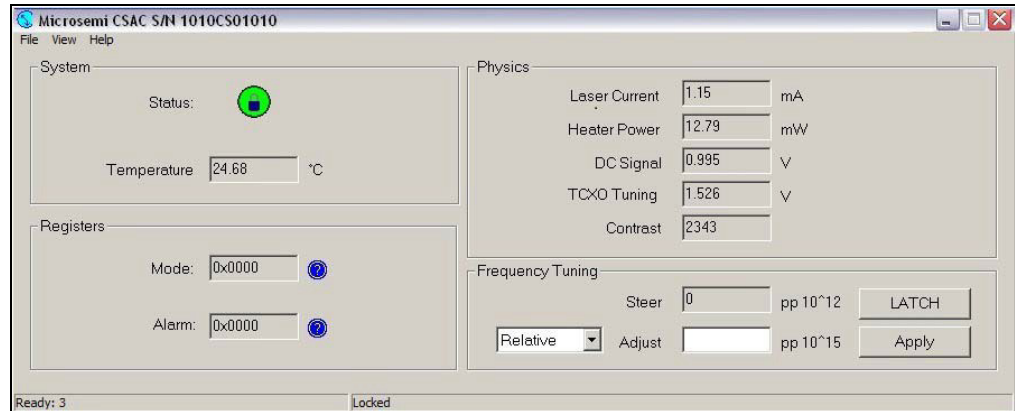 Microsemi CSAC S/N 1010CS01010
File View Help
System
Status:
Temperature 24.68 °C
Registers
Mode: 0x0000 ?
Alarm: 0x0000 ?
Physics
Laser Current 1.15 mA
Heater Power 12.79 mW
DC Signal 0.995 V
TCXO Tuning 1.526 V
Contrast 2343
Frequency Tuning
Steer 0 pp 10^12 LATCH
Relative Adjust pp 10^15 Apply
Ready: 3 Locked